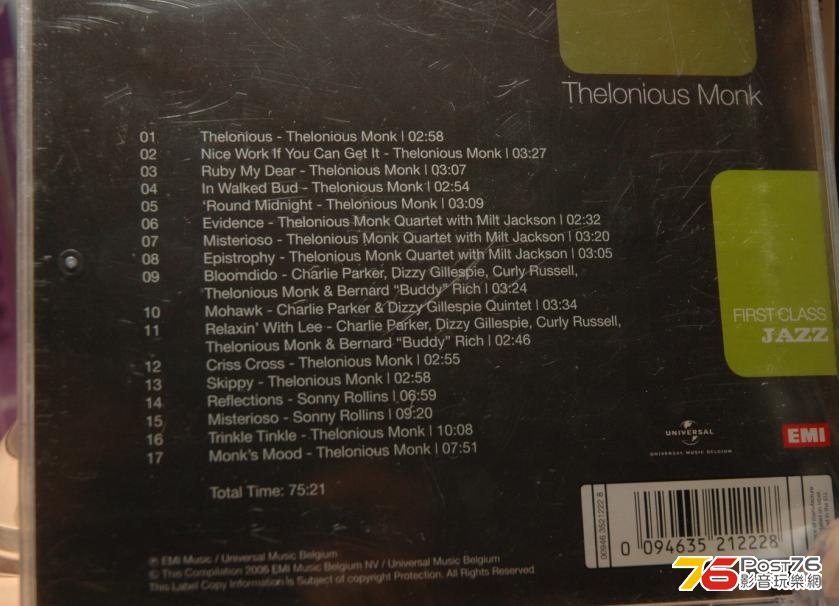 Thelonious Monk
01 Thelonious - Thelonious Monk | 02:58
02 Nice Work If You Can Get It - Thelonious Monk | 03:27
03 Ruby My Dear - Thelonious Monk | 03:07
04 In Walked Bud - Thelonious Monk | 02:54
05 'Round Midnight - Thelonious Monk | 03:09
06 Evidence - Thelonious Monk Quartet with Milt Jackson | 02:32
07 Misterioso - Thelonious Monk Quartet with Milt Jackson | 03:20
08 Epistrophy - Thelonious Monk Quartet with Milt Jackson | 03:05
09 Bloomdido - Charlie Parker, Dizzy Gillespie, Curly Russell,
Thelonious Monk & Bernard "Buddy" Rich | 03:24
10 Mohawk - Charlie Parker & Dizzy Gillespie Quintet | 03:34
11 Relaxin' With Lee - Charlie Parker, Dizzy Gillespie, Curly Russell,
Thelonious Monk & Bernard "Buddy" Rich | 02:46
12 Criss Cross - Thelonious Monk | 02:55
13 Skippy - Thelonious Monk | 02:58
14 Reflections - Sonny Rollins | 06:59
15 Misterioso - Sonny Rollins | 09:20
16 Trinkle Tinkle - Thelonious Monk | 10:08
17 Monk's Mood - Thelonious Monk | 07:51
Total Time: 75:21
FIRST CLASS
JAZZ
UNIVERSAL
UNIVERSAL MUSIC BELGIUM
EMI
0094635212228
0 094635 212228
℗ EMI Music / Universal Music Belgium
© This Compilation 2006 EMI Music Belgium NV / Universal Music Belgium
This Label Copy Information Is Subject of copyright Protection. All Rights Reserved
76 Post76
影音玩樂網